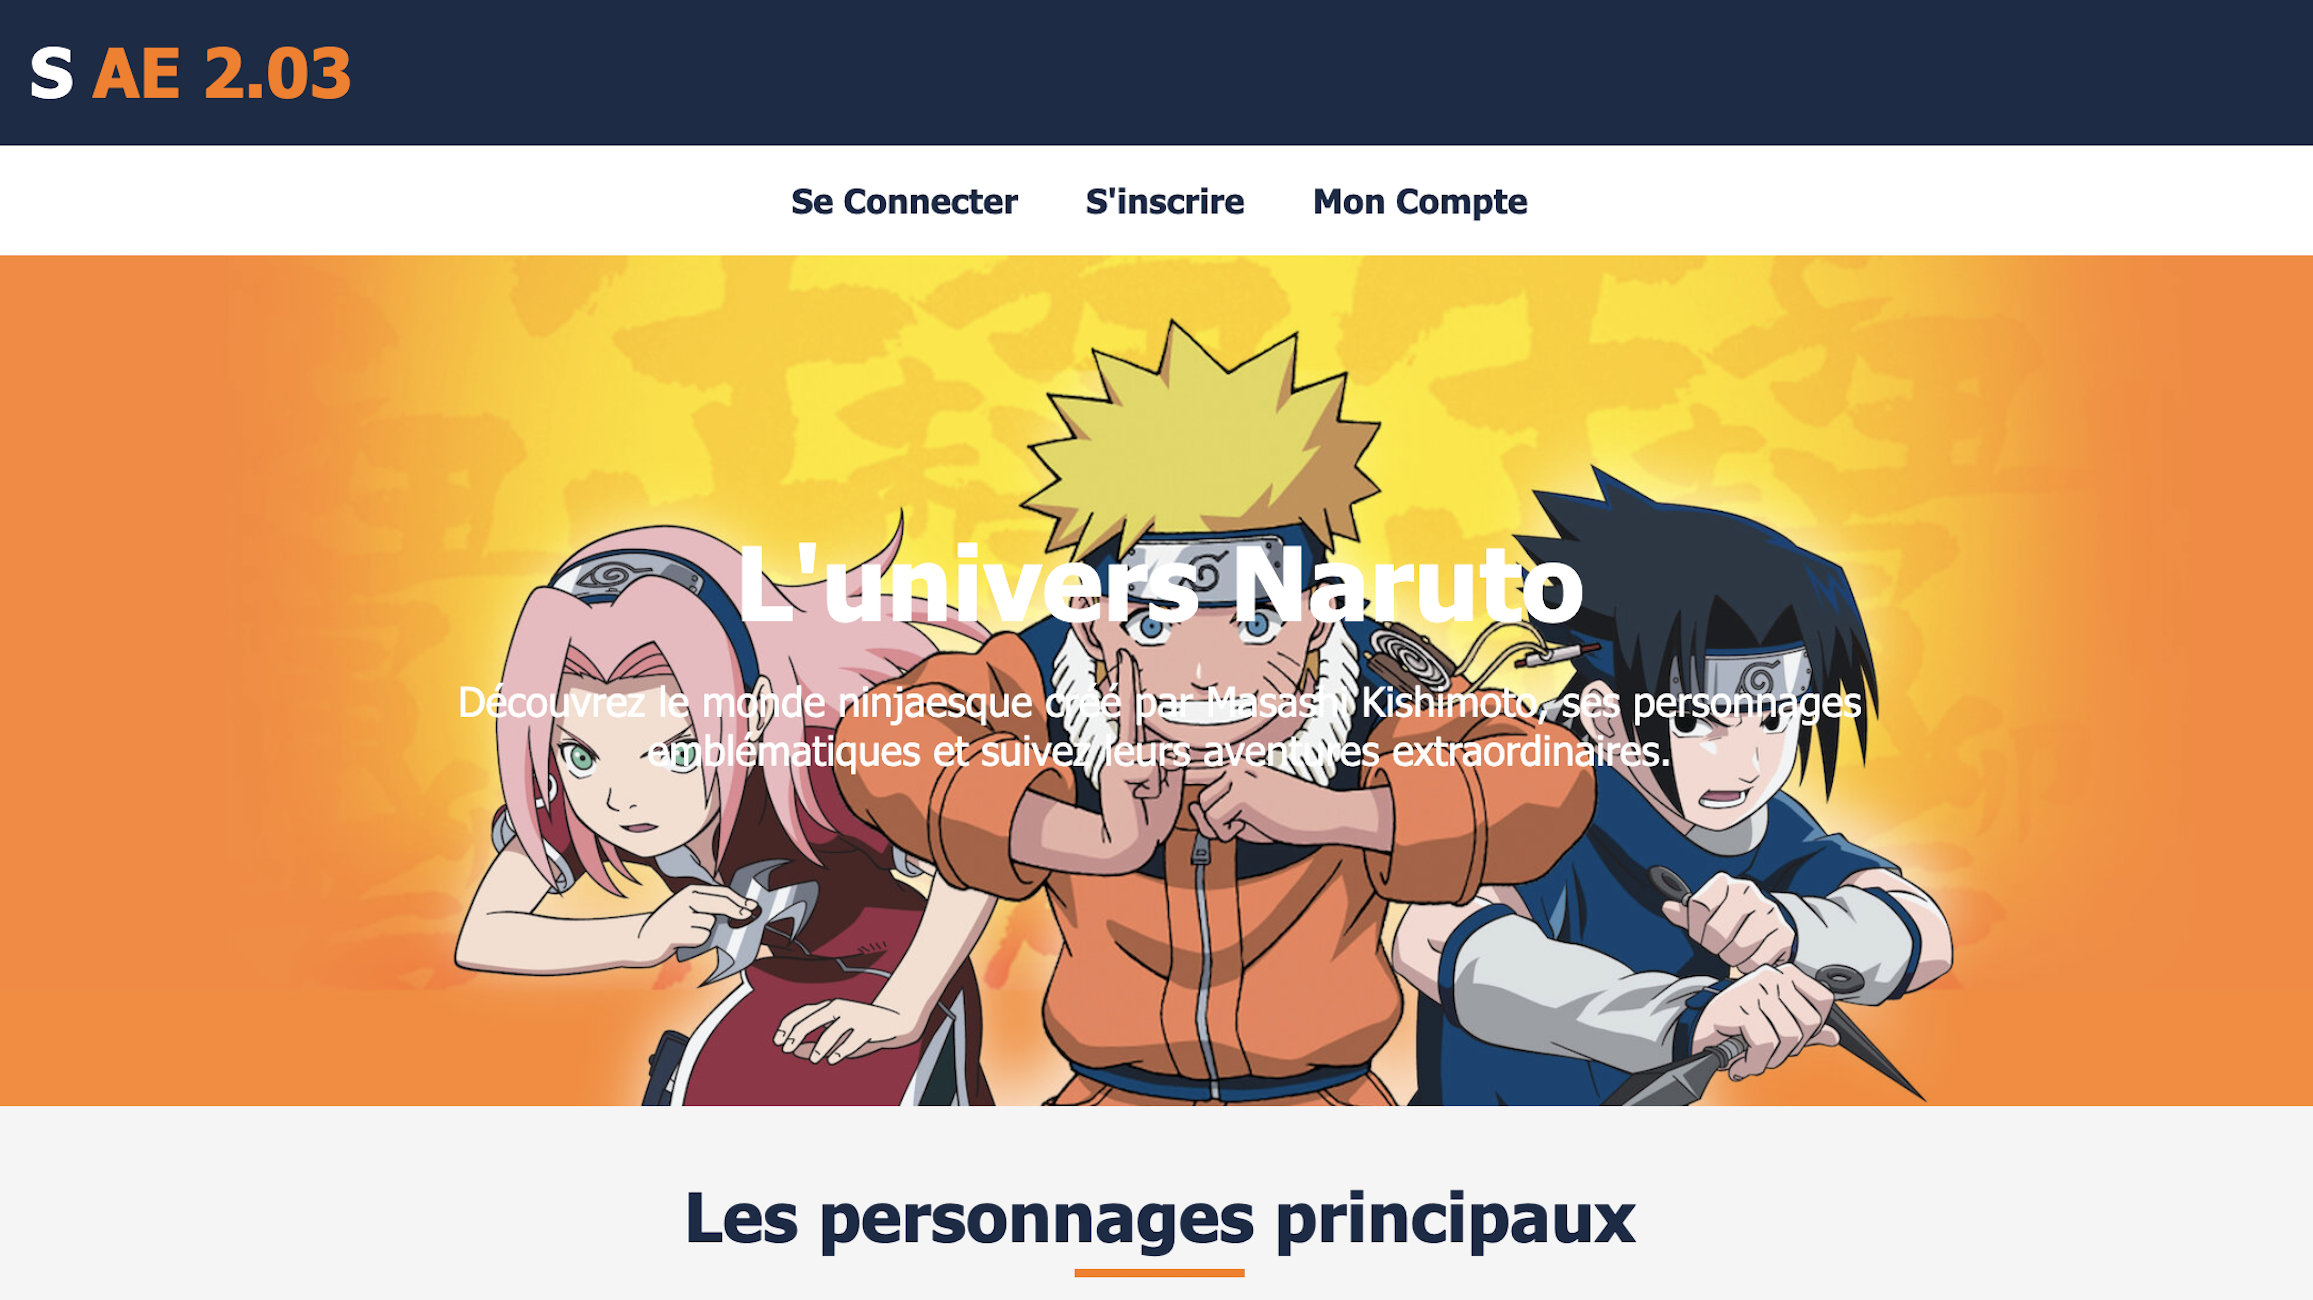 S AE 2.03
Se Connecter S'inscrire Mon Compte
L'univers Naruto
Découvrez le monde ninjaesque créé par Masashi Kishimoto, ses personnages
emblématiques et suivez leurs aventures extraordinaires.
Les personnages principaux